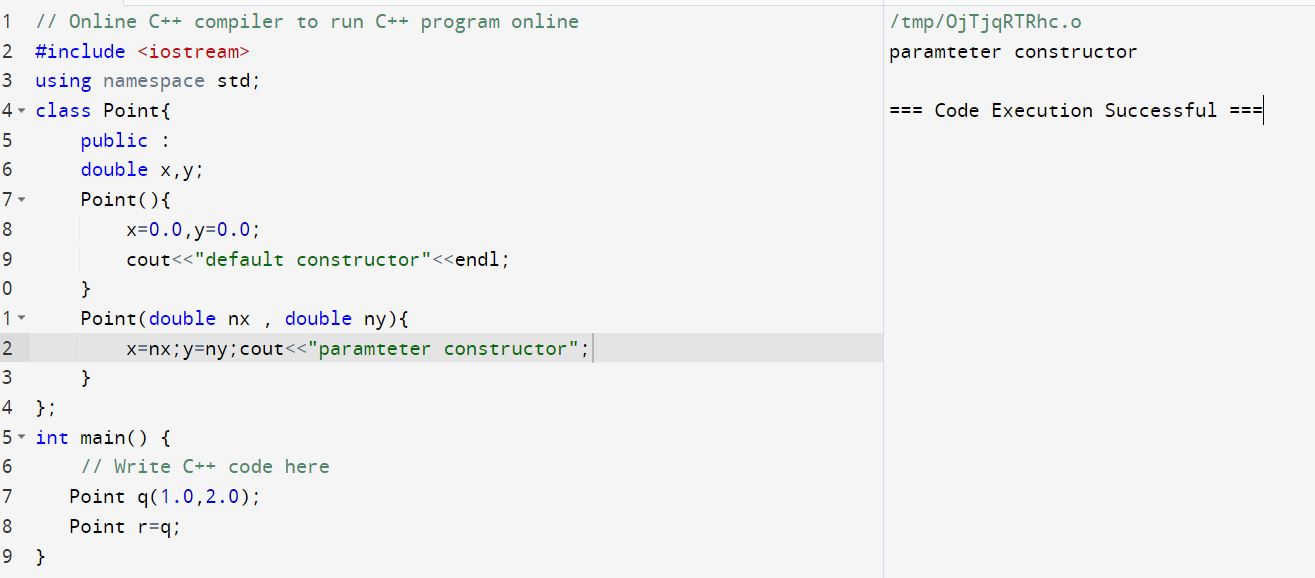 1 // Online C++ compiler to run C++ program online
2 #include <iostream>
3 using namespace std;
4 class Point{
5     public :
6     double x,y;
7     Point(){
8         x=0.0,y=0.0;
9         cout<<"default constructor"<<endl;
0     }
1     Point(double nx , double ny){
2         x=nx;y=ny;cout<<"paramteter constructor";
3     }
4 };
5 int main() {
6     // Write C++ code here
7    Point q(1.0,2.0);
8    Point r=q;
9 }
/tmp/OjTjqRTRhc.o
paramteter constructor
=== Code Execution Successful ===